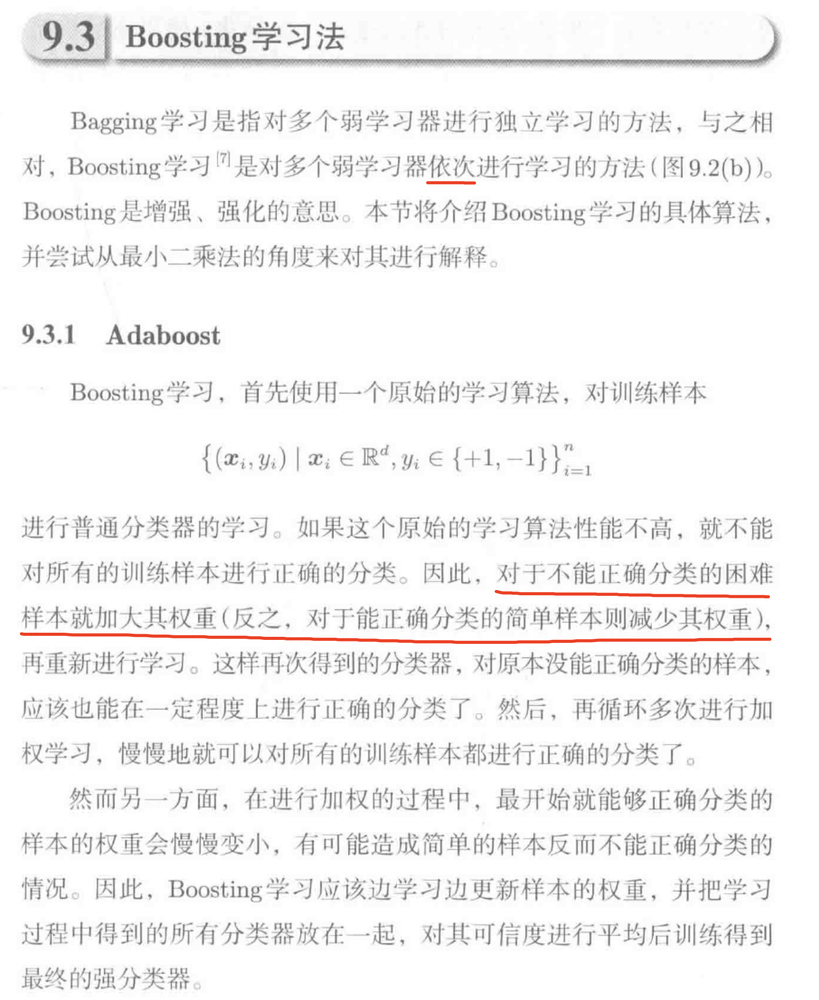 9.3 Boosting学习法
Bagging学习是指对多个弱学习器进行独立学习的方法，与之相
对，Boosting学习[7]是对多个弱学习器依次进行学习的方法（图9.2(b)）。
Boosting是增强、强化的意思。本节将介绍Boosting学习的具体算法，
并尝试从最小二乘法的角度来对其进行解释。
9.3.1 Adaboost
Boosting学习，首先使用一个原始的学习算法，对训练样本
{(x_i, y_i) | x_i ∈ ℝ^d, y_i ∈ {+1, −1}}_{i=1}^n
进行普通分类器的学习。如果这个原始的学习算法性能不高，就不能
对所有的训练样本进行正确的分类。因此，对于不能正确分类的困难
样本就加大其权重（反之，对于能正确分类的简单样本则减少其权重），
再重新进行学习。这样再次得到的分类器，对原本没能正确分类的样本，
应该也能在一定程度上进行正确的分类了。然后，再循环多次进行加
权学习，慢慢地就可以对所有的训练样本都进行正确的分类了。
然而另一方面，在进行加权的过程中，最开始就能够正确分类的
样本的权重会慢慢变小，有可能造成简单的样本反而不能正确分类的
情况。因此，Boosting学习应该边学习边更新样本的权重，并把学习
过程中得到的所有分类器放在一起，对其可信度进行平均后训练得到
最终的强分类器。